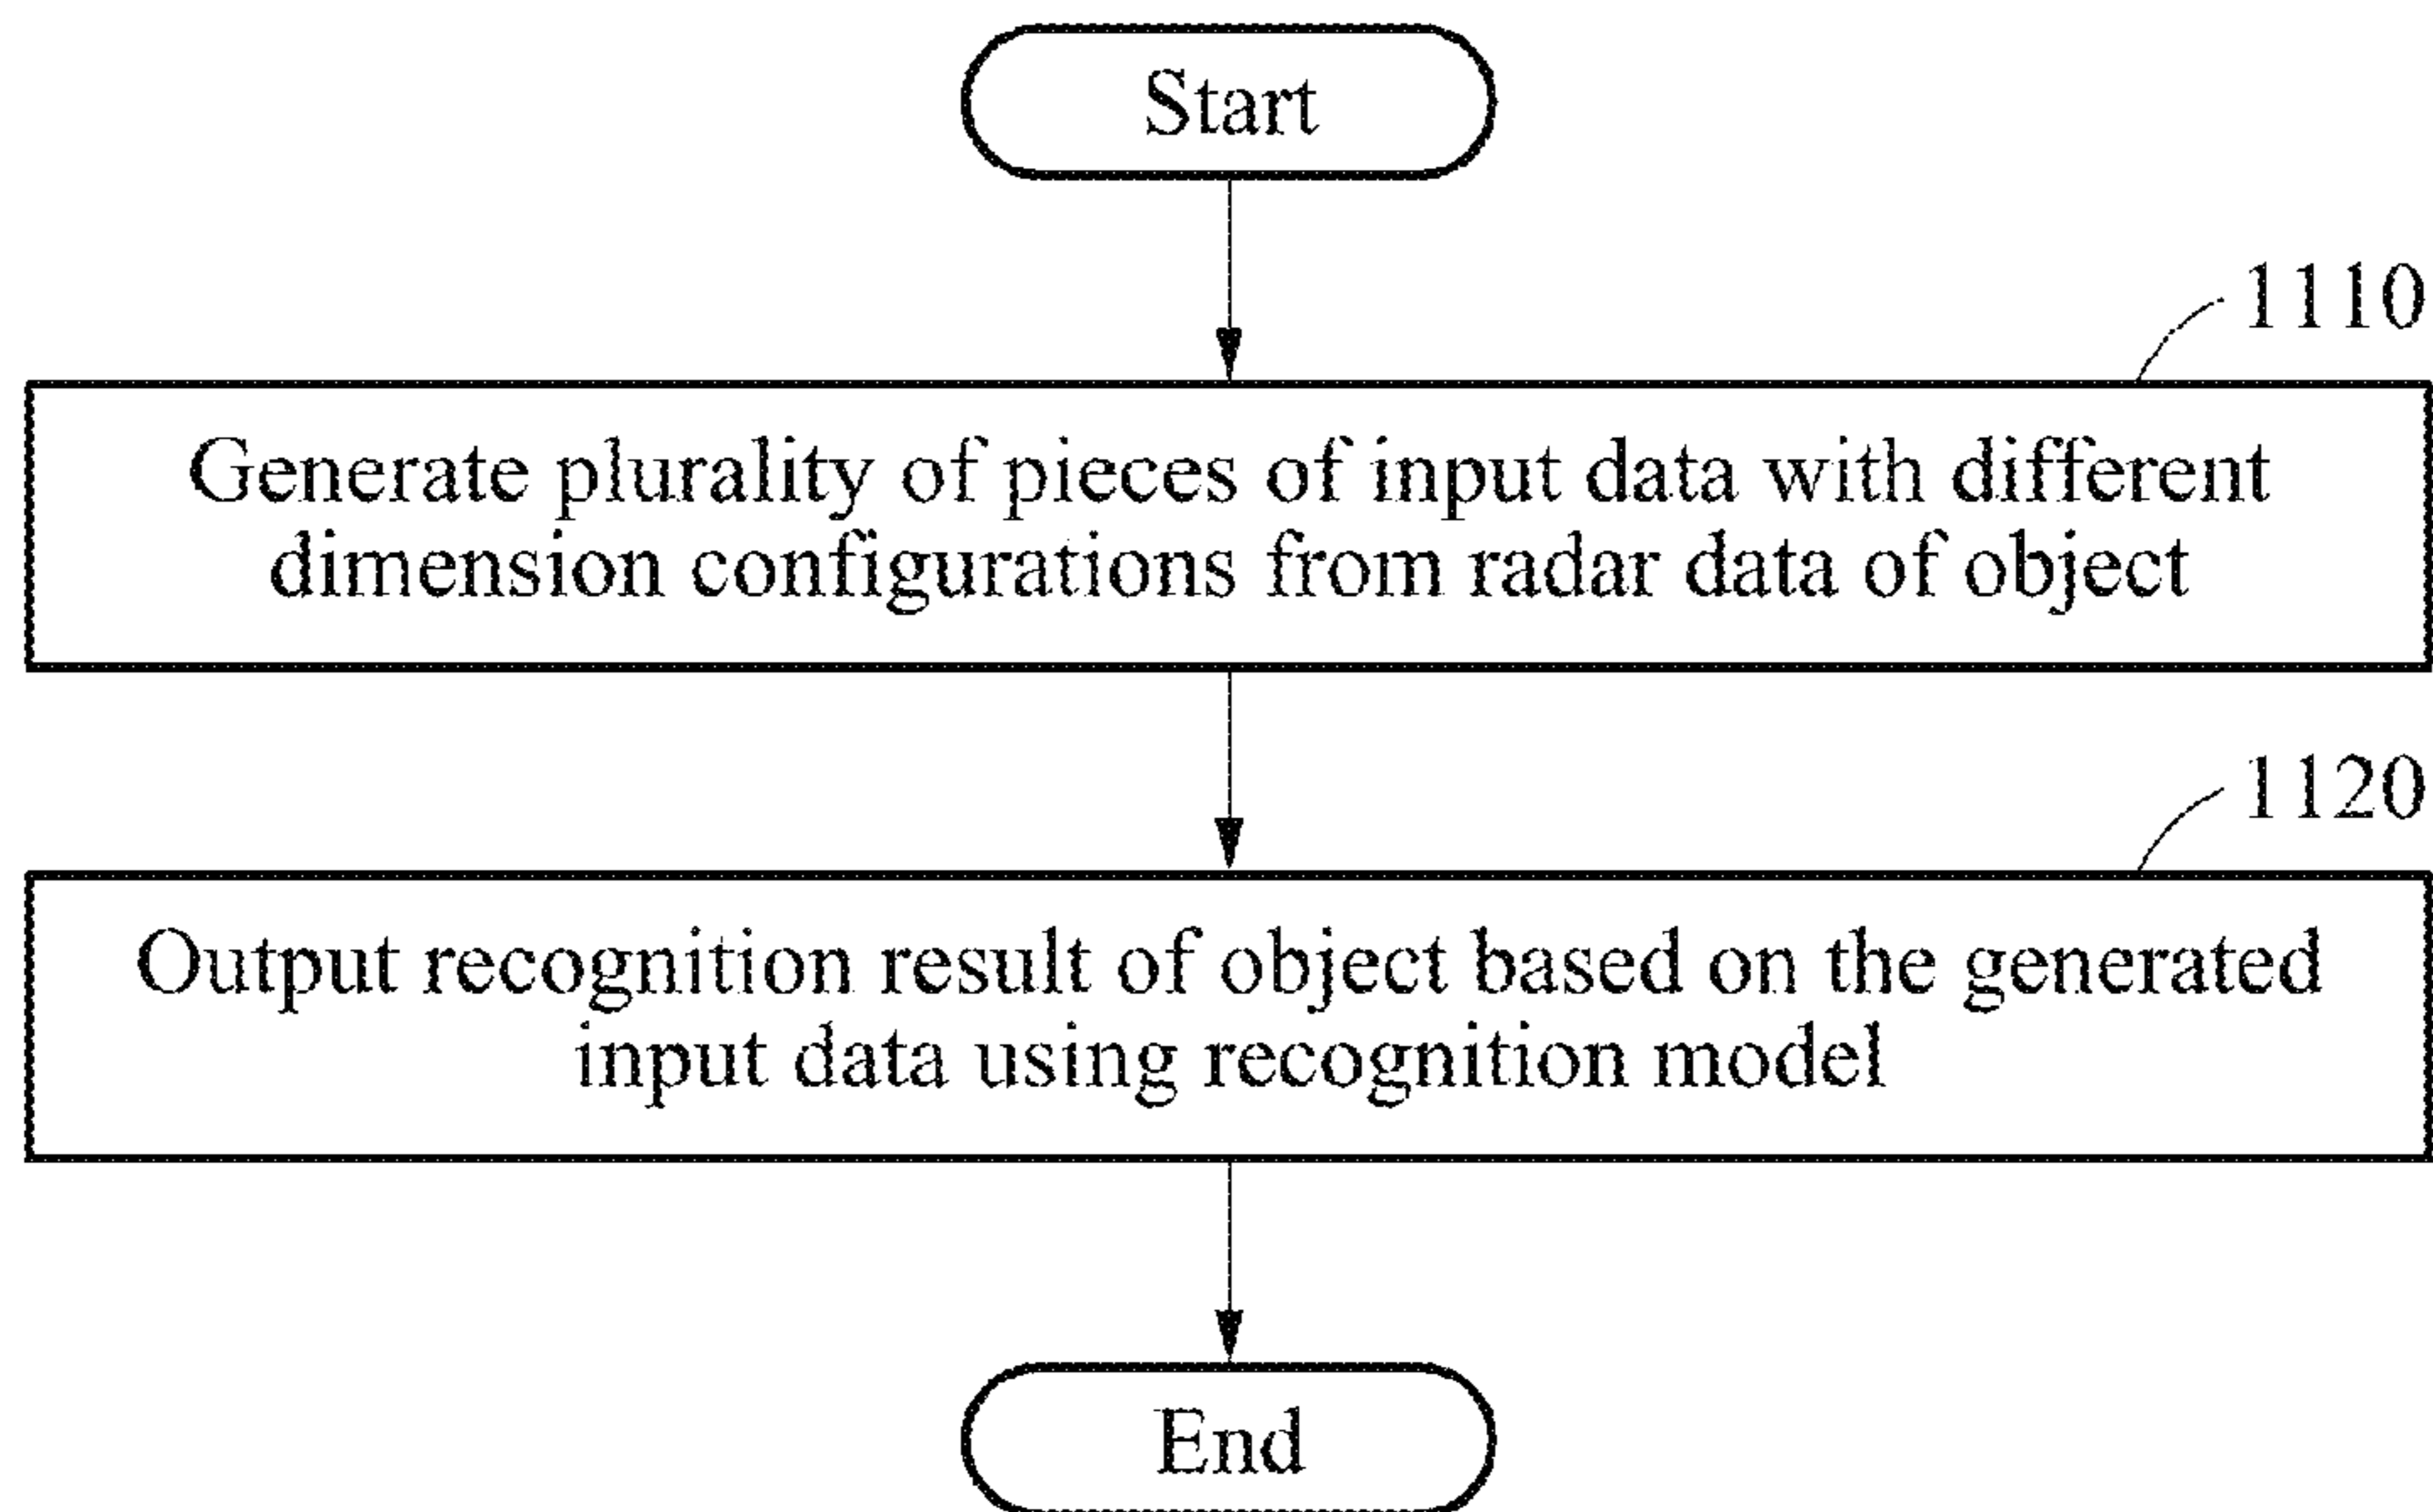 Start
1110
Generate plurality of pieces of input data with different
dimension configurations from radar data of object
1120
Output recognition result of object based on the generated
input data using recognition model
End